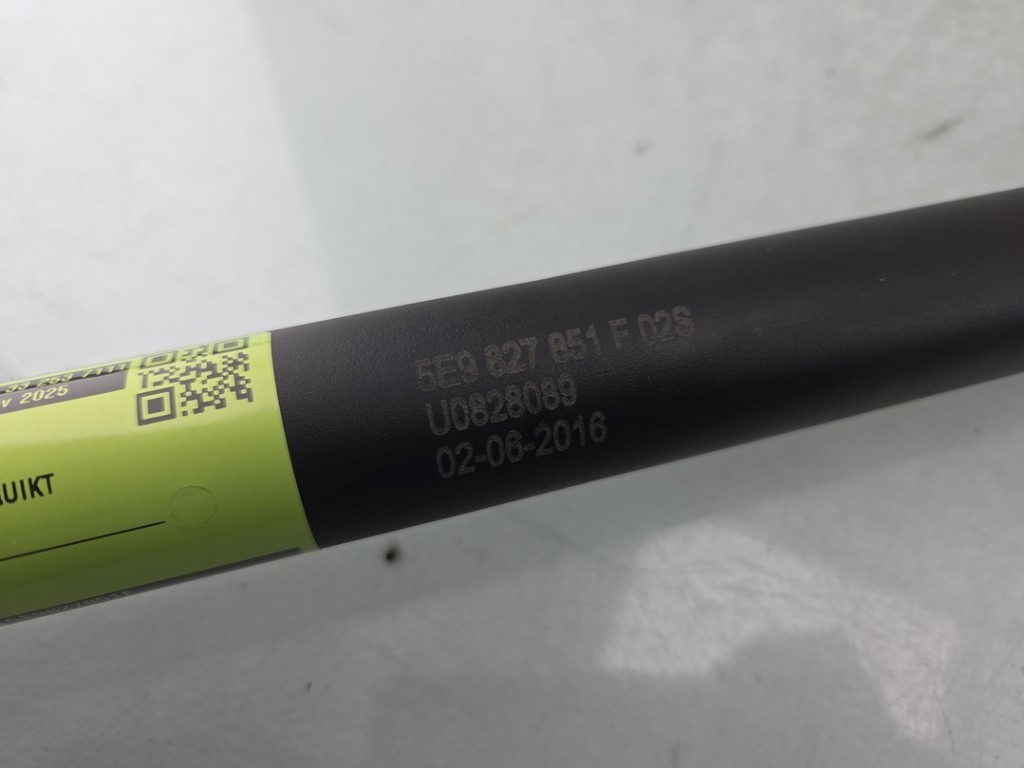 v 2025
UIKT
5E9 827 851 F 02S
U0828089
02-06-2016